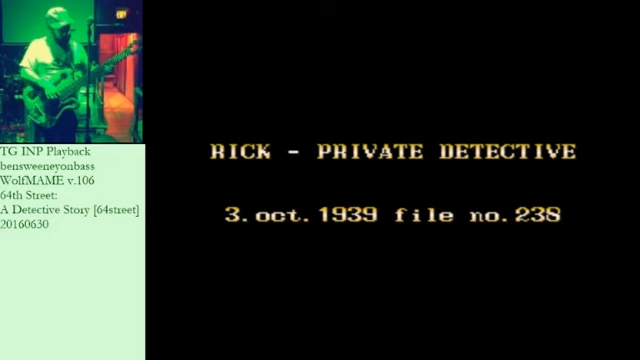 TG INP Playback
bensweeneyonbass
WolfMAME v.106
64th Street:
A Detective Story [64street]
20160630
RICK - PRIVATE DETECTIVE
3.oct.1939 file no.238